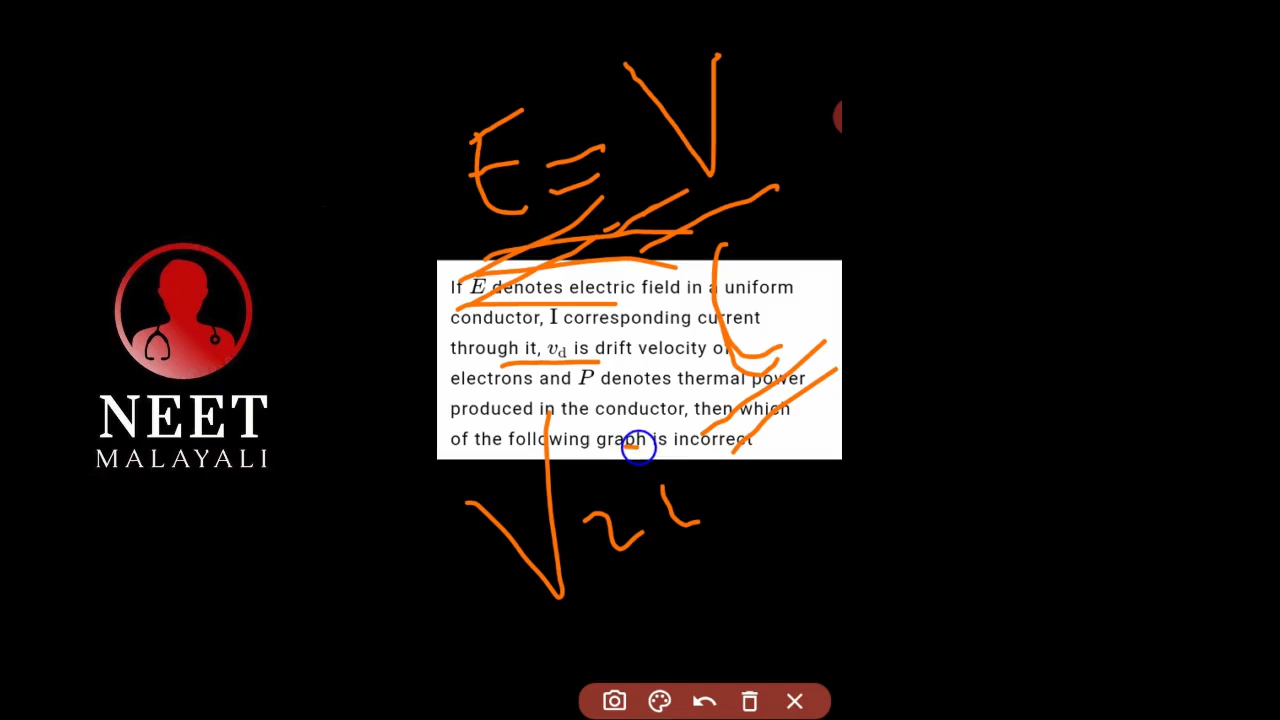 E = V
L
If E denotes electric field in a uniform
conductor, I corresponding current
through it, v_d is drift velocity of
electrons and P denotes thermal power
produced in the conductor, then which
of the following graph is incorrect
NEET
MALAYALI
V